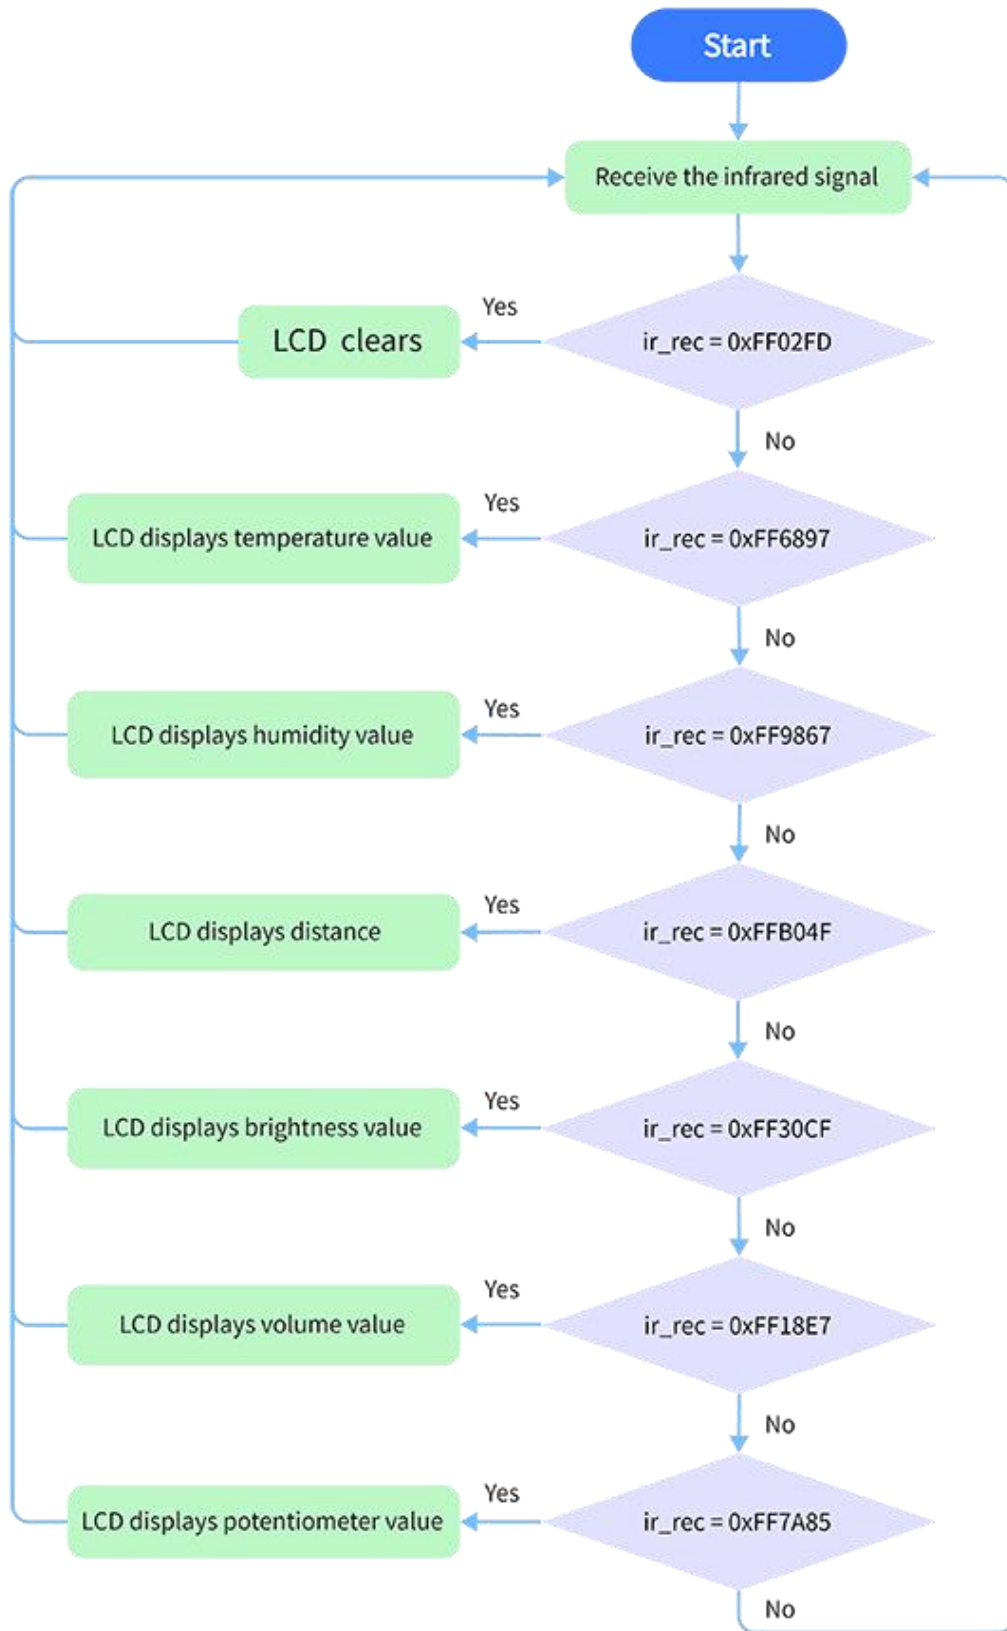 Start
Receive the infrared signal
Yes
LCD clears
ir_rec = 0xFF02FD
No
Yes
LCD displays temperature value
ir_rec = 0xFF6897
No
Yes
LCD displays humidity value
ir_rec = 0xFF9867
No
Yes
LCD displays distance
ir_rec = 0xFFB04F
No
Yes
LCD displays brightness value
ir_rec = 0xFF30CF
No
Yes
LCD displays volume value
ir_rec = 0xFF18E7
No
Yes
LCD displays potentiometer value
ir_rec = 0xFF7A85
No